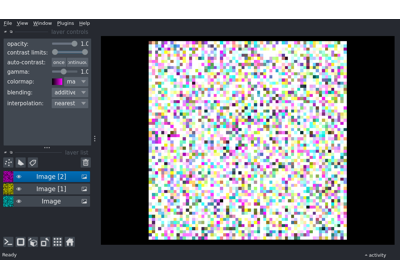 File View Window Plugins Help
layer controls
opacity: 1.0
contrast limits:
auto-contrast: once
gamma: 1.0
colormap: ma
blending: additive
interpolation: nearest
layer list
Image [2]
Image [1]
Image
Ready activity